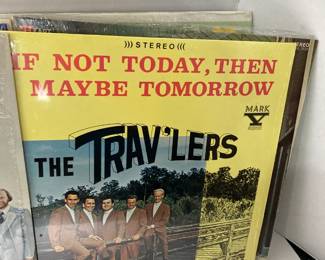 ))) STEREO (((
IF NOT TODAY, THEN
MAYBE TOMORROW
MARK
V
THE TRAV'LERS